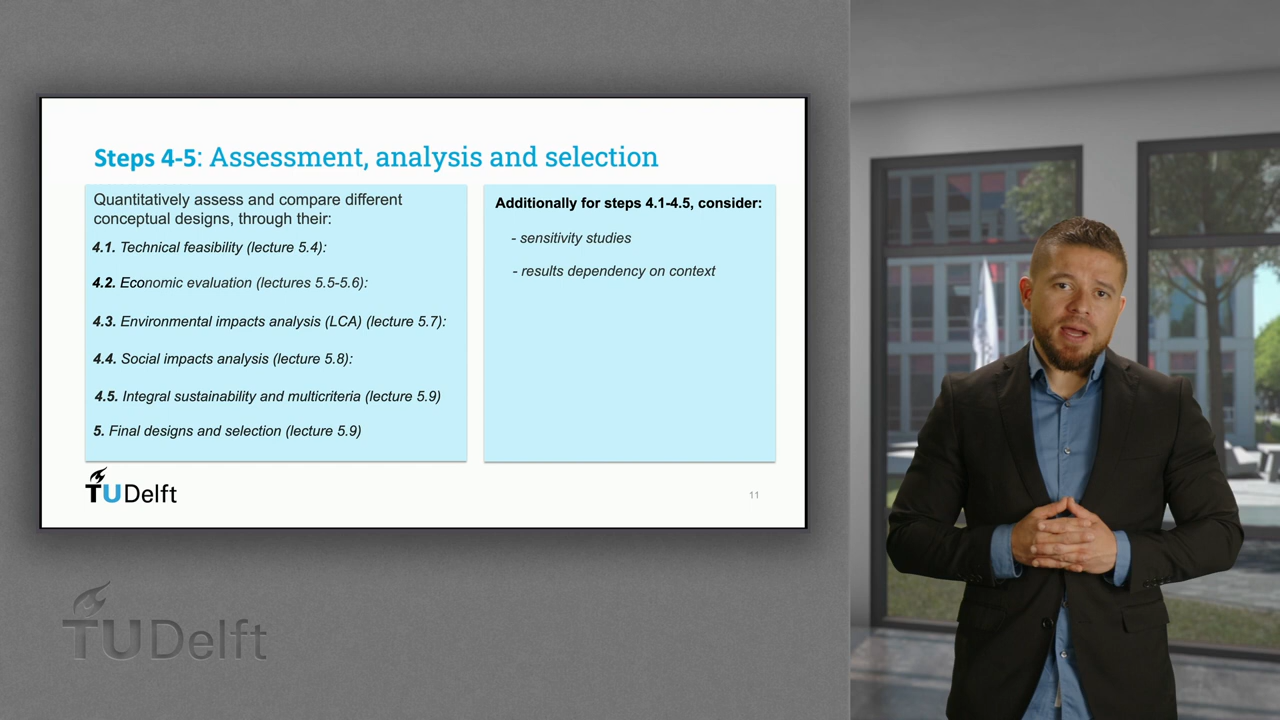 Steps 4-5: Assessment, analysis and selection
Quantitatively assess and compare different
conceptual designs, through their:
4.1. Technical feasibility (lecture 5.4):
4.2. Economic evaluation (lectures 5.5-5.6):
4.3. Environmental impacts analysis (LCA) (lecture 5.7):
4.4. Social impacts analysis (lecture 5.8):
4.5. Integral sustainability and multicriteria (lecture 5.9)
5. Final designs and selection (lecture 5.9)
Additionally for steps 4.1-4.5, consider:
- sensitivity studies
- results dependency on context
TUDelft
11
TUDelft